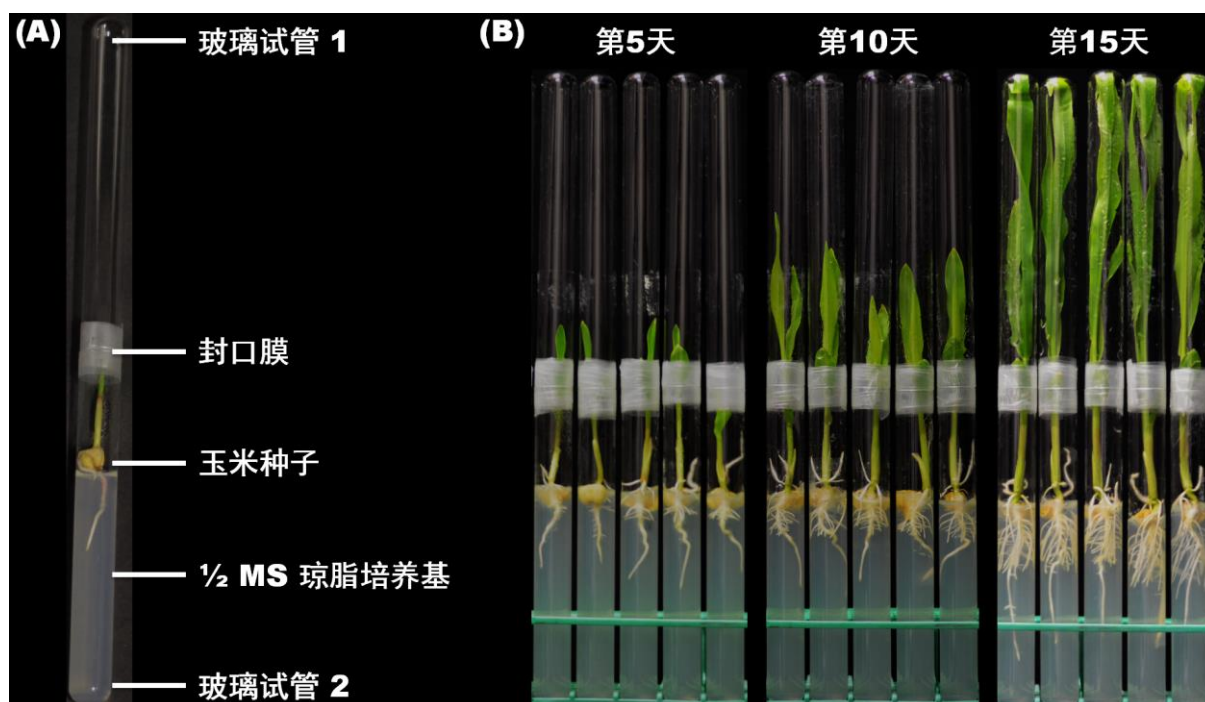 (A)
玻璃试管 1
封口膜
玉米种子
½ MS 琼脂培养基
玻璃试管 2
(B)
第5天
第10天
第15天